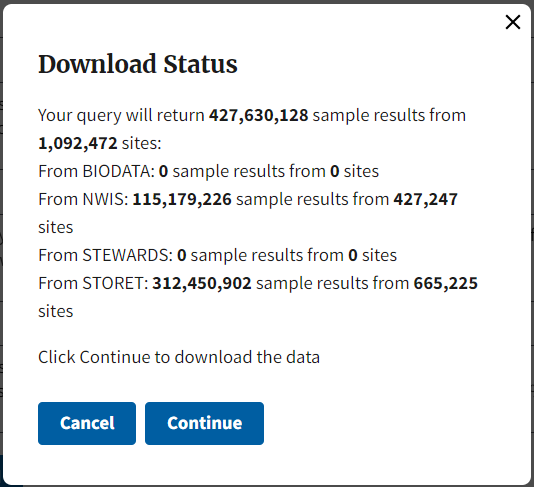 Download Status
Your query will return 427,630,128 sample results from
1,092,472 sites:
From BIODATA: 0 sample results from 0 sites
From NWIS: 115,179,226 sample results from 427,247
sites
From STEWARDS: 0 sample results from 0 sites
From STORET: 312,450,902 sample results from 665,225
sites
Click Continue to download the data
Cancel Continue